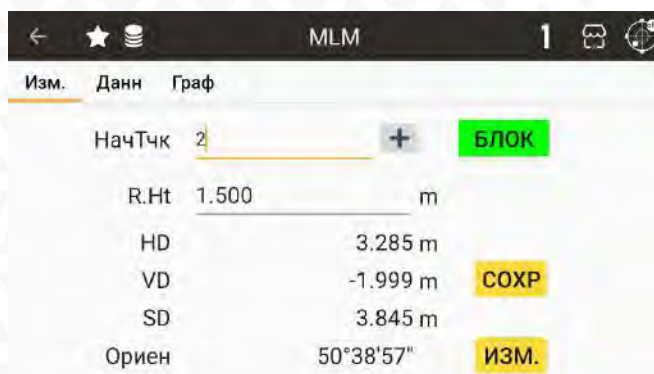 MLM 1
Изм. Данн Граф
НачТчк 2 + БЛОК
R.Ht 1.500 m
HD 3.285 m
VD -1.999 m СОХР
SD 3.845 m
Ориен 50°38'57" ИЗМ.